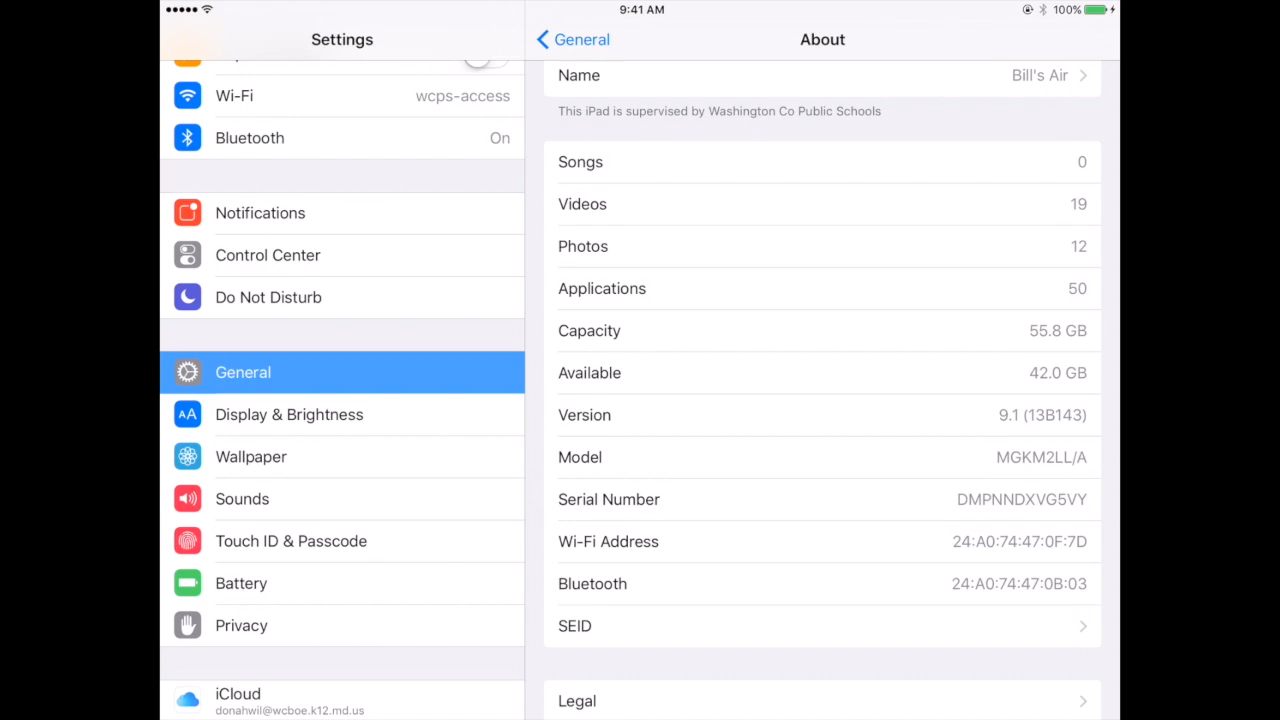 9:41 AM
100%
Settings
General
About
Wi-Fi
wcps-access
Bluetooth
On
Notifications
Control Center
Do Not Disturb
General
Display & Brightness
AA
Wallpaper
Sounds
Touch ID & Passcode
Battery
Privacy
iCloud
donahwil@wcboe.k12.md.us
Name
Bill's Air
This iPad is supervised by Washington Co Public Schools
Songs
0
Videos
19
Photos
12
Applications
50
Capacity
55.8 GB
Available
42.0 GB
Version
9.1 (13B143)
Model
MGKM2LL/A
Serial Number
DMPNNDXVG5VY
Wi-Fi Address
24:A0:74:47:0F:7D
Bluetooth
24:A0:74:47:0B:03
SEID
Legal